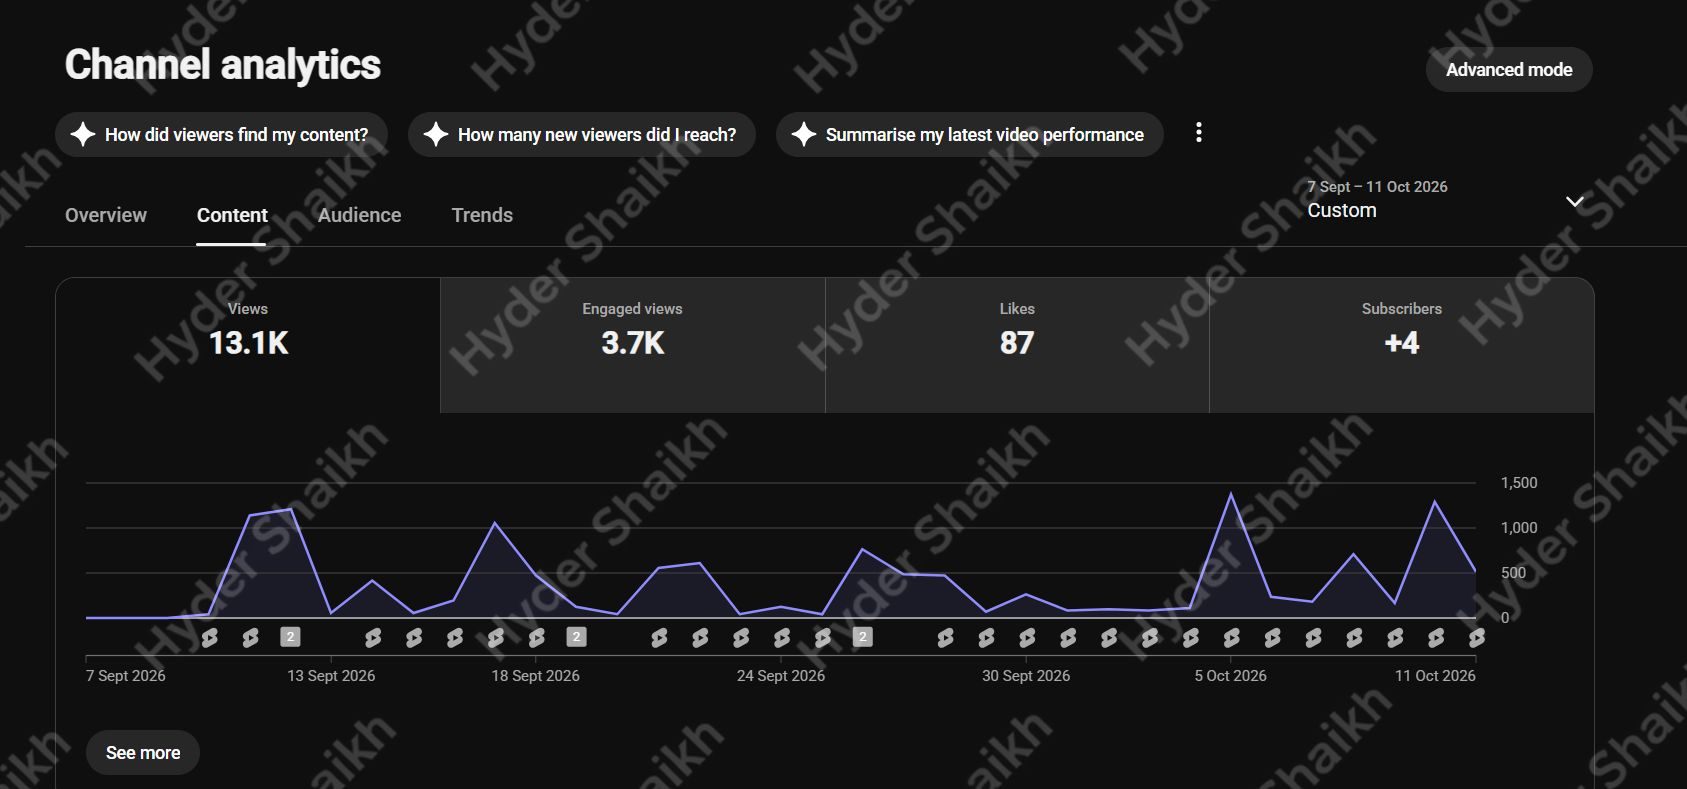 Channel analytics
Advanced mode
How did viewers find my content?
How many new viewers did I reach?
Summarise my latest video performance
7 Sept – 11 Oct 2026
Custom
Overview
Content
Audience
Trends
Views
13.1K
Engaged views
3.7K
Likes
87
Subscribers
+4
1,500
1,000
500
0
2
2
2
7 Sept 2026
13 Sept 2026
18 Sept 2026
24 Sept 2026
30 Sept 2026
5 Oct 2026
11 Oct 2026
See more
Hyder Shaikh